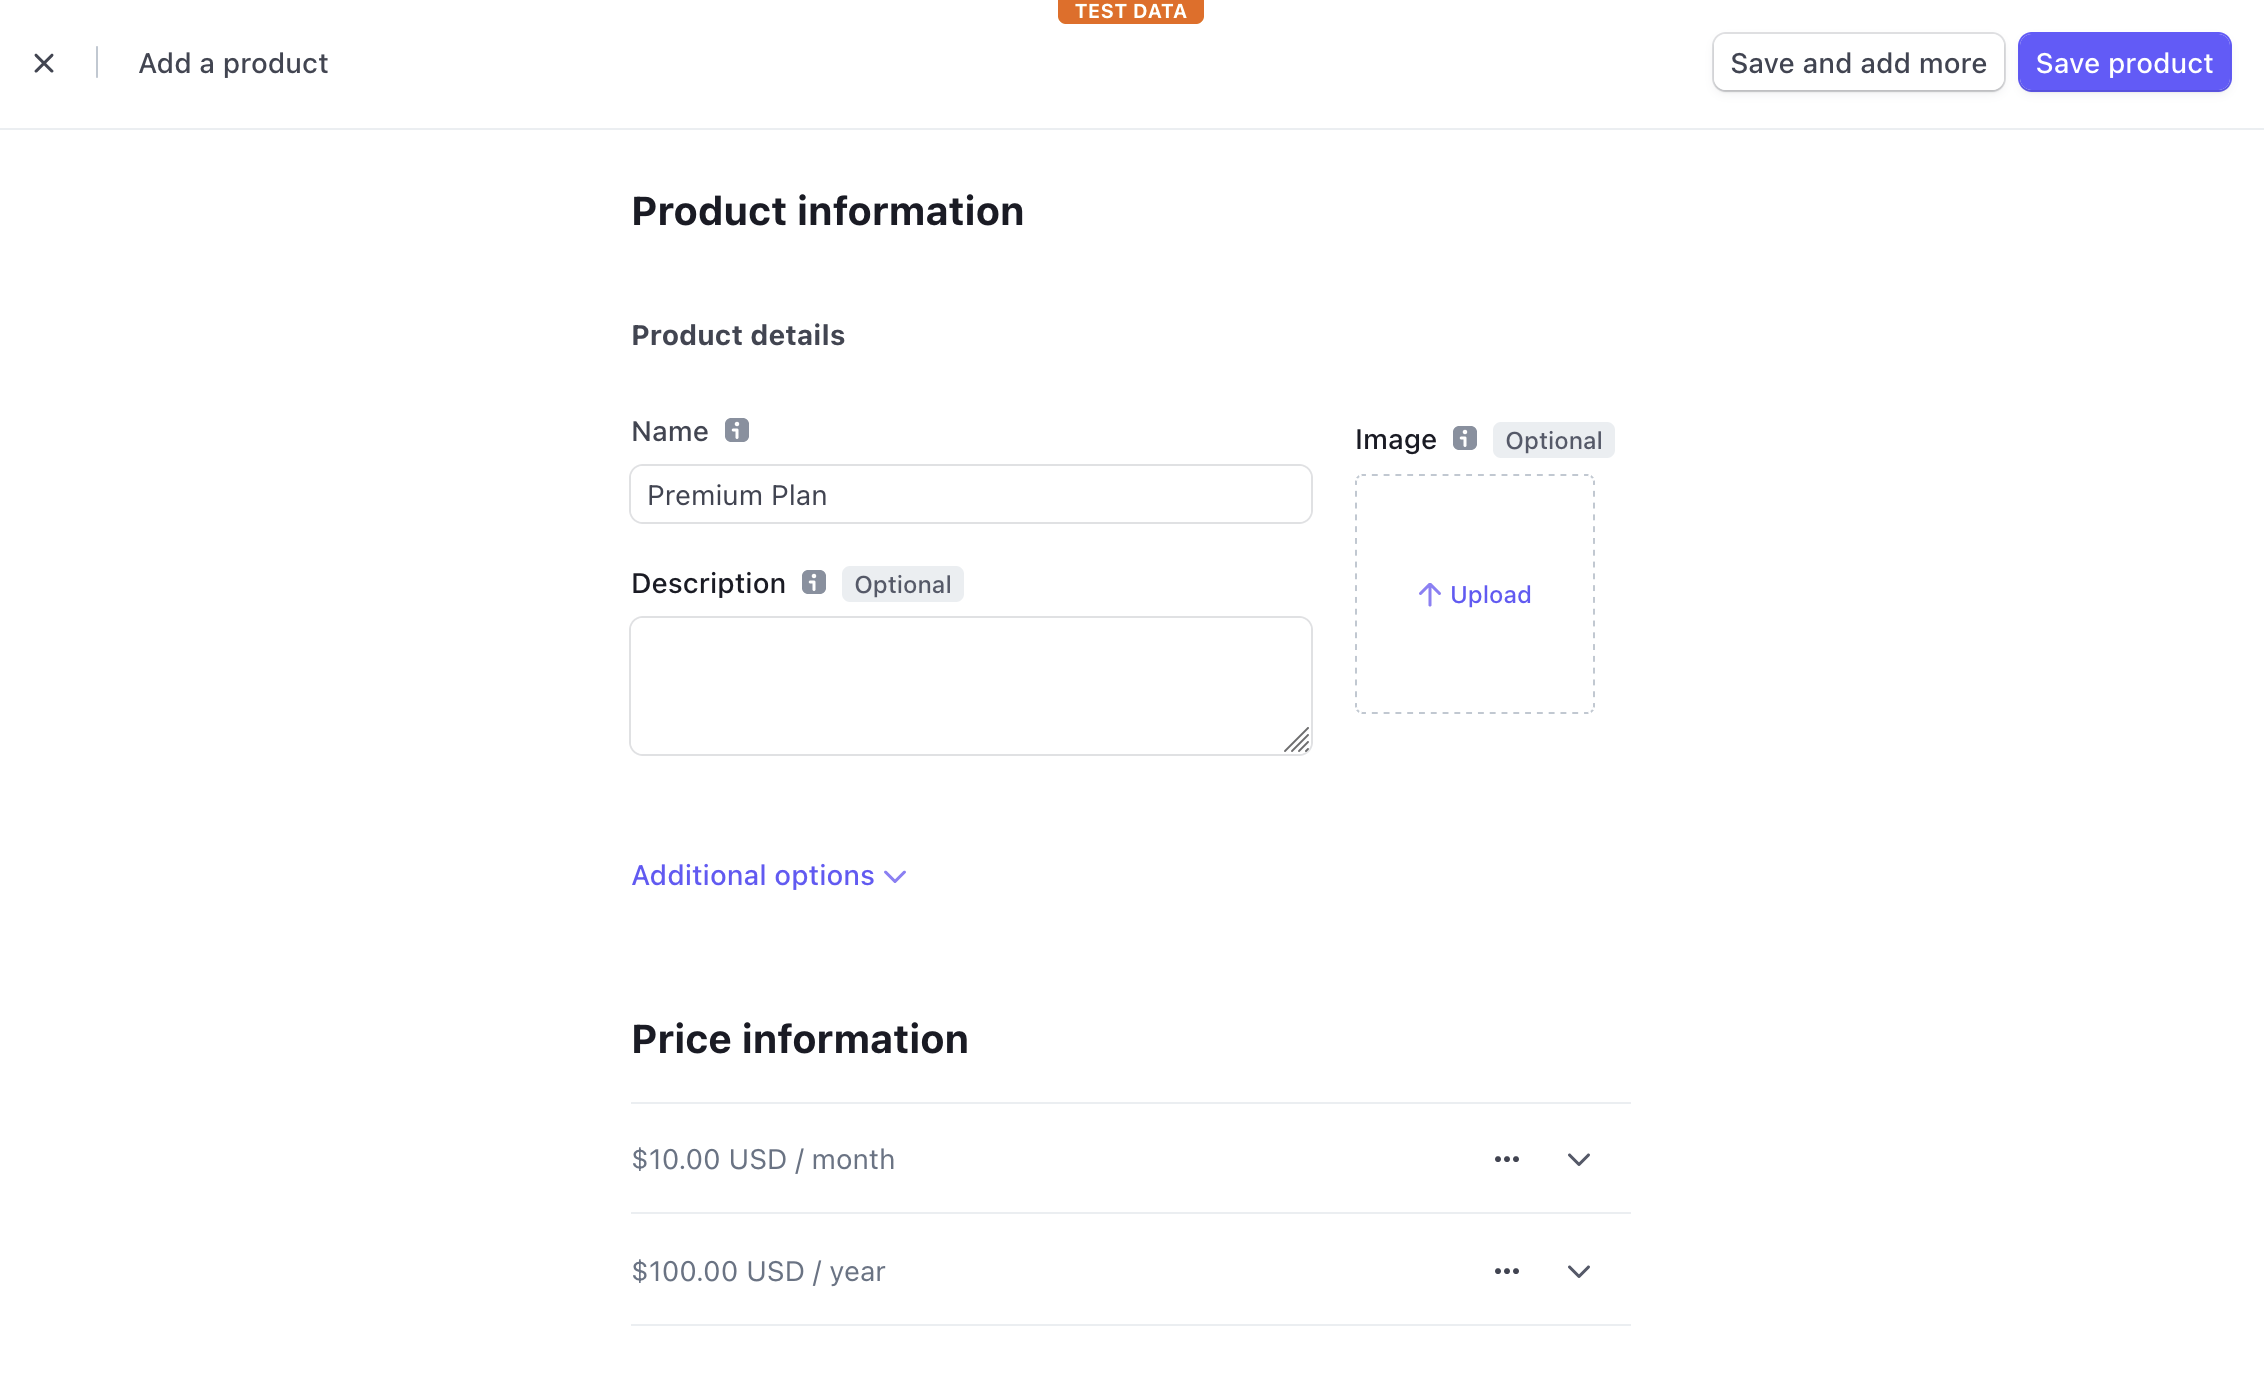 TEST DATA
Add a product
Save and add more
Save product
Product information
Product details
Name
Premium Plan
Image Optional
Upload
Description Optional
Additional options
Price information
$10.00 USD / month
$100.00 USD / year